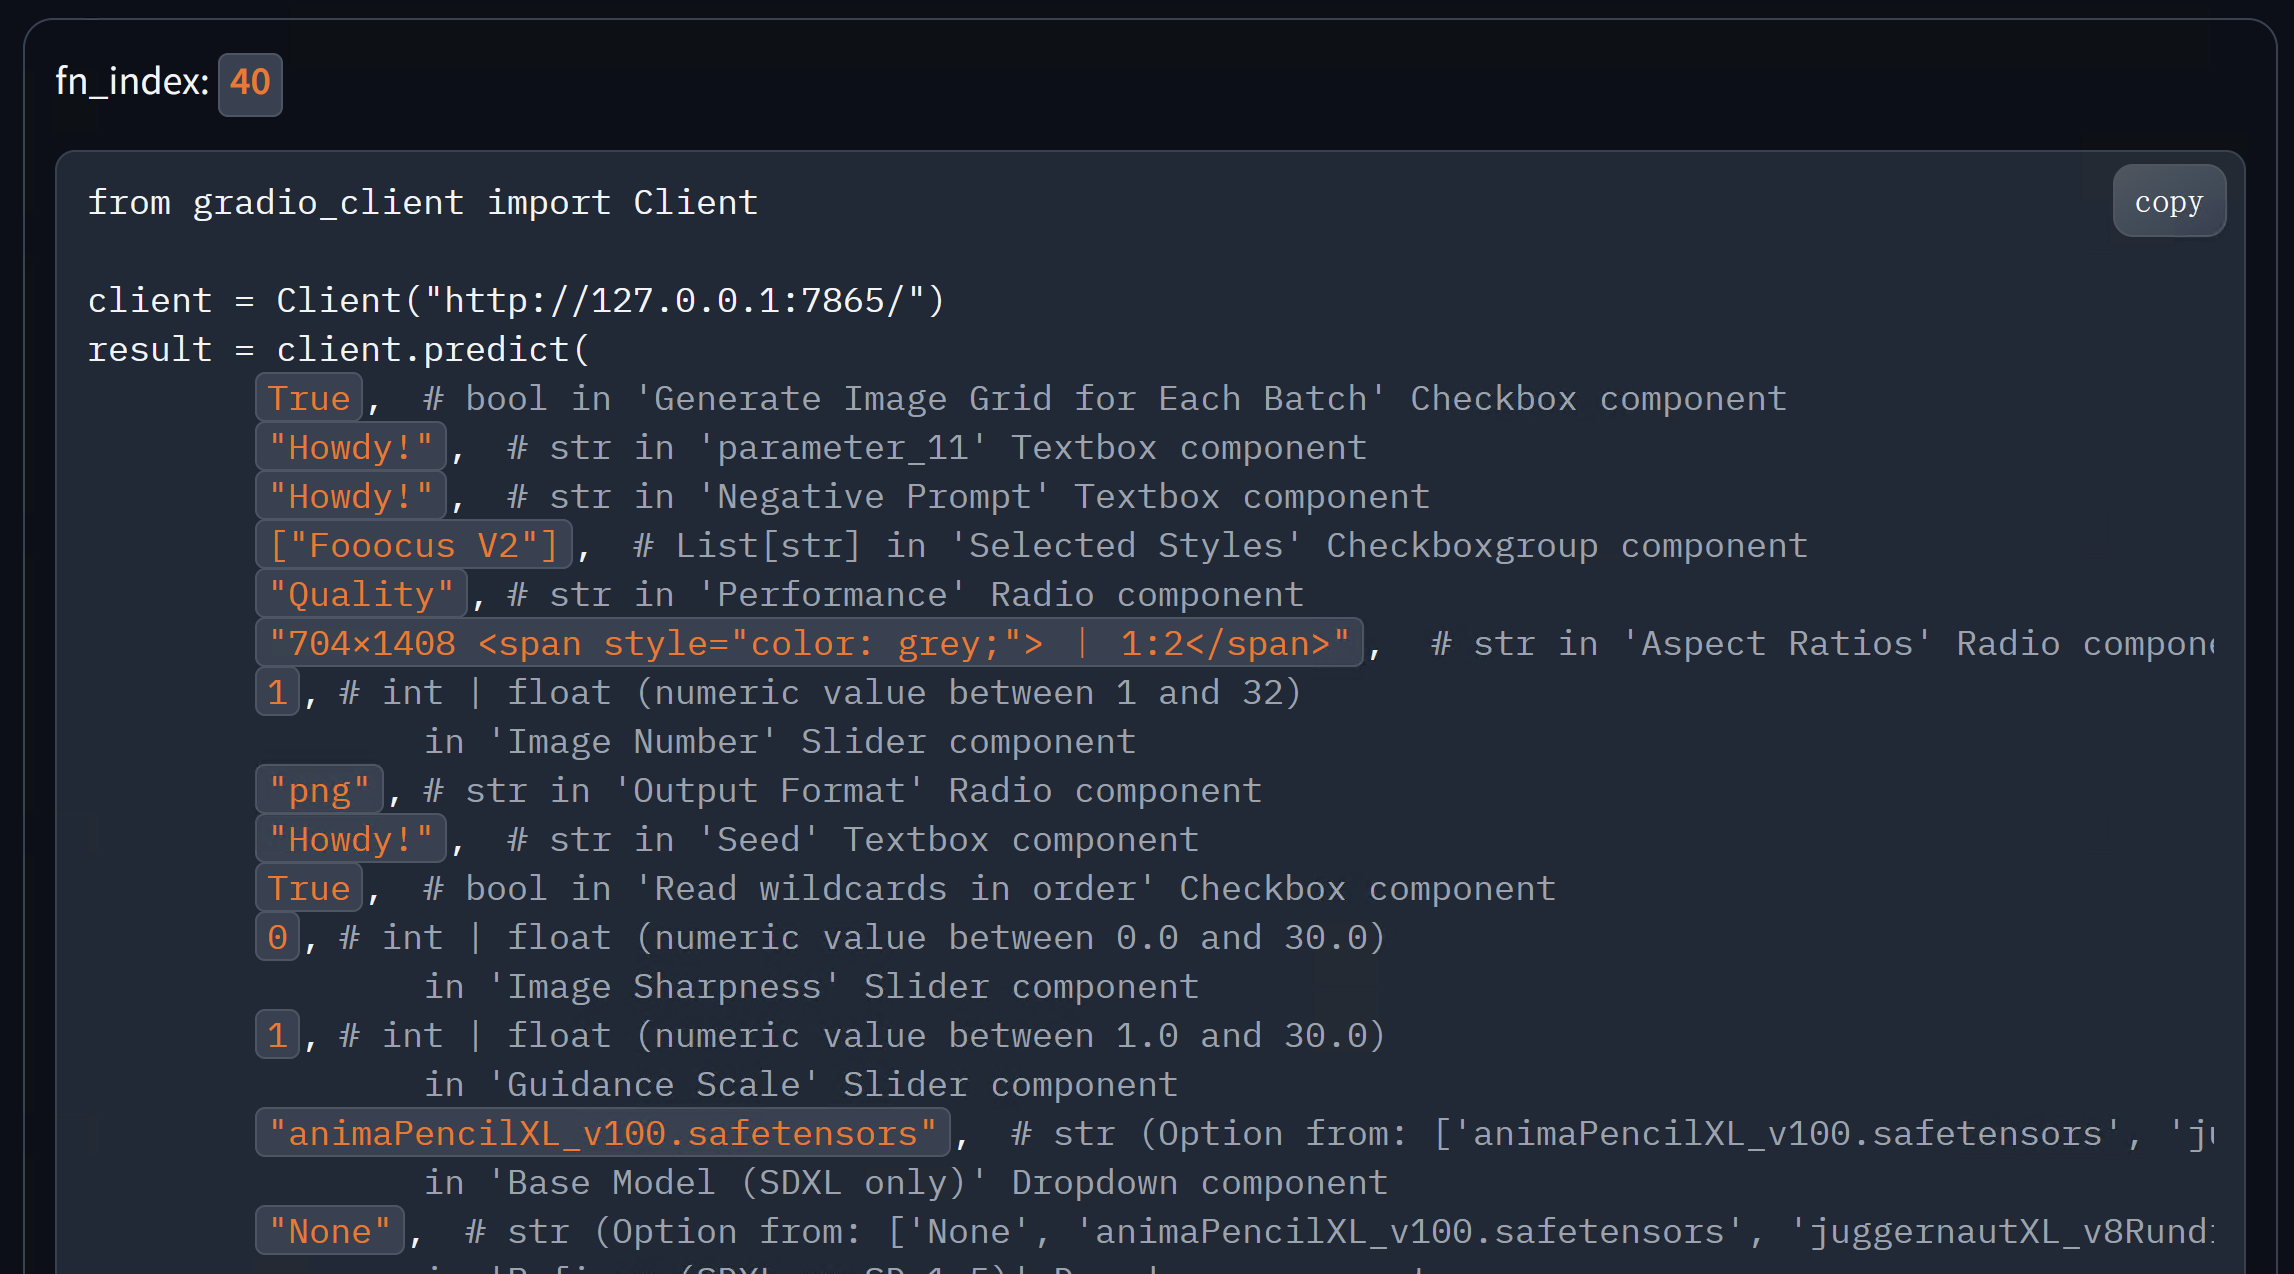 fn_index: 40
copy
from gradio_client import Client
client = Client("http://127.0.0.1:7865/")
result = client.predict(
True,  # bool in 'Generate Image Grid for Each Batch' Checkbox component
"Howdy!",  # str in 'parameter_11' Textbox component
"Howdy!",  # str in 'Negative Prompt' Textbox component
["Fooocus V2"],  # List[str] in 'Selected Styles' Checkboxgroup component
"Quality", # str in 'Performance' Radio component
"704×1408 <span style="color: grey;"> ∣ 1:2</span>",  # str in 'Aspect Ratios' Radio
1, # int | float (numeric value between 1 and 32)
in 'Image Number' Slider component
"png", # str in 'Output Format' Radio component
"Howdy!",  # str in 'Seed' Textbox component
True,  # bool in 'Read wildcards in order' Checkbox component
0, # int | float (numeric value between 0.0 and 30.0)
in 'Image Sharpness' Slider component
1, # int | float (numeric value between 1.0 and 30.0)
in 'Guidance Scale' Slider component
"animaPencilXL_v100.safetensors",  # str (Option from: ['animaPencilXL_v100.safetensors',
in 'Base Model (SDXL only)' Dropdown component
"None",  # str (Option from: ['None', 'animaPencilXL_v100.safetensors', 'juggernautXL_v8Rund